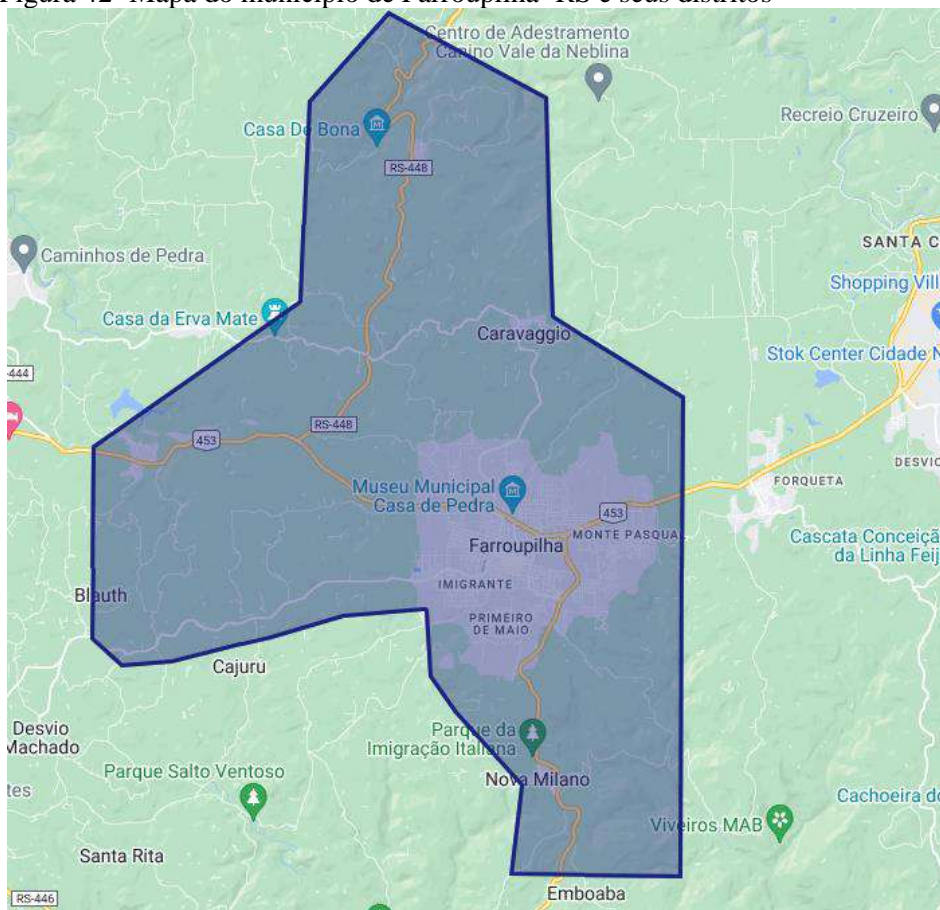 Figura 42- Mapa do município de Farroupilha- RS e seus distritos
Centro de Adestramento
Canino Vale da Neblina
Recreio Cruzeiro
Casa De Bona
RS-448
SANTA C
Caminhos de Pedra
Shopping Vill
Casa da Erva Mate
Caravaggio
Stok Center Cidade N
-444
RS-448
453
DESVIO
Museu Municipal
Casa de Pedra
FORQUETA
453
MONTE PASQUAL
Cascata Conceiçã
da Linha Feij
Farroupilha
IMIGRANTE
Blauth
PRIMEIRO
DE MAIO
Cajuru
Desvio
Machado
Parque da
Imigração Italiana
Parque Salto Ventoso
Nova Milano
tes
Cachoeira do
Viveiros MAB
Santa Rita
Emboaba
RS-446